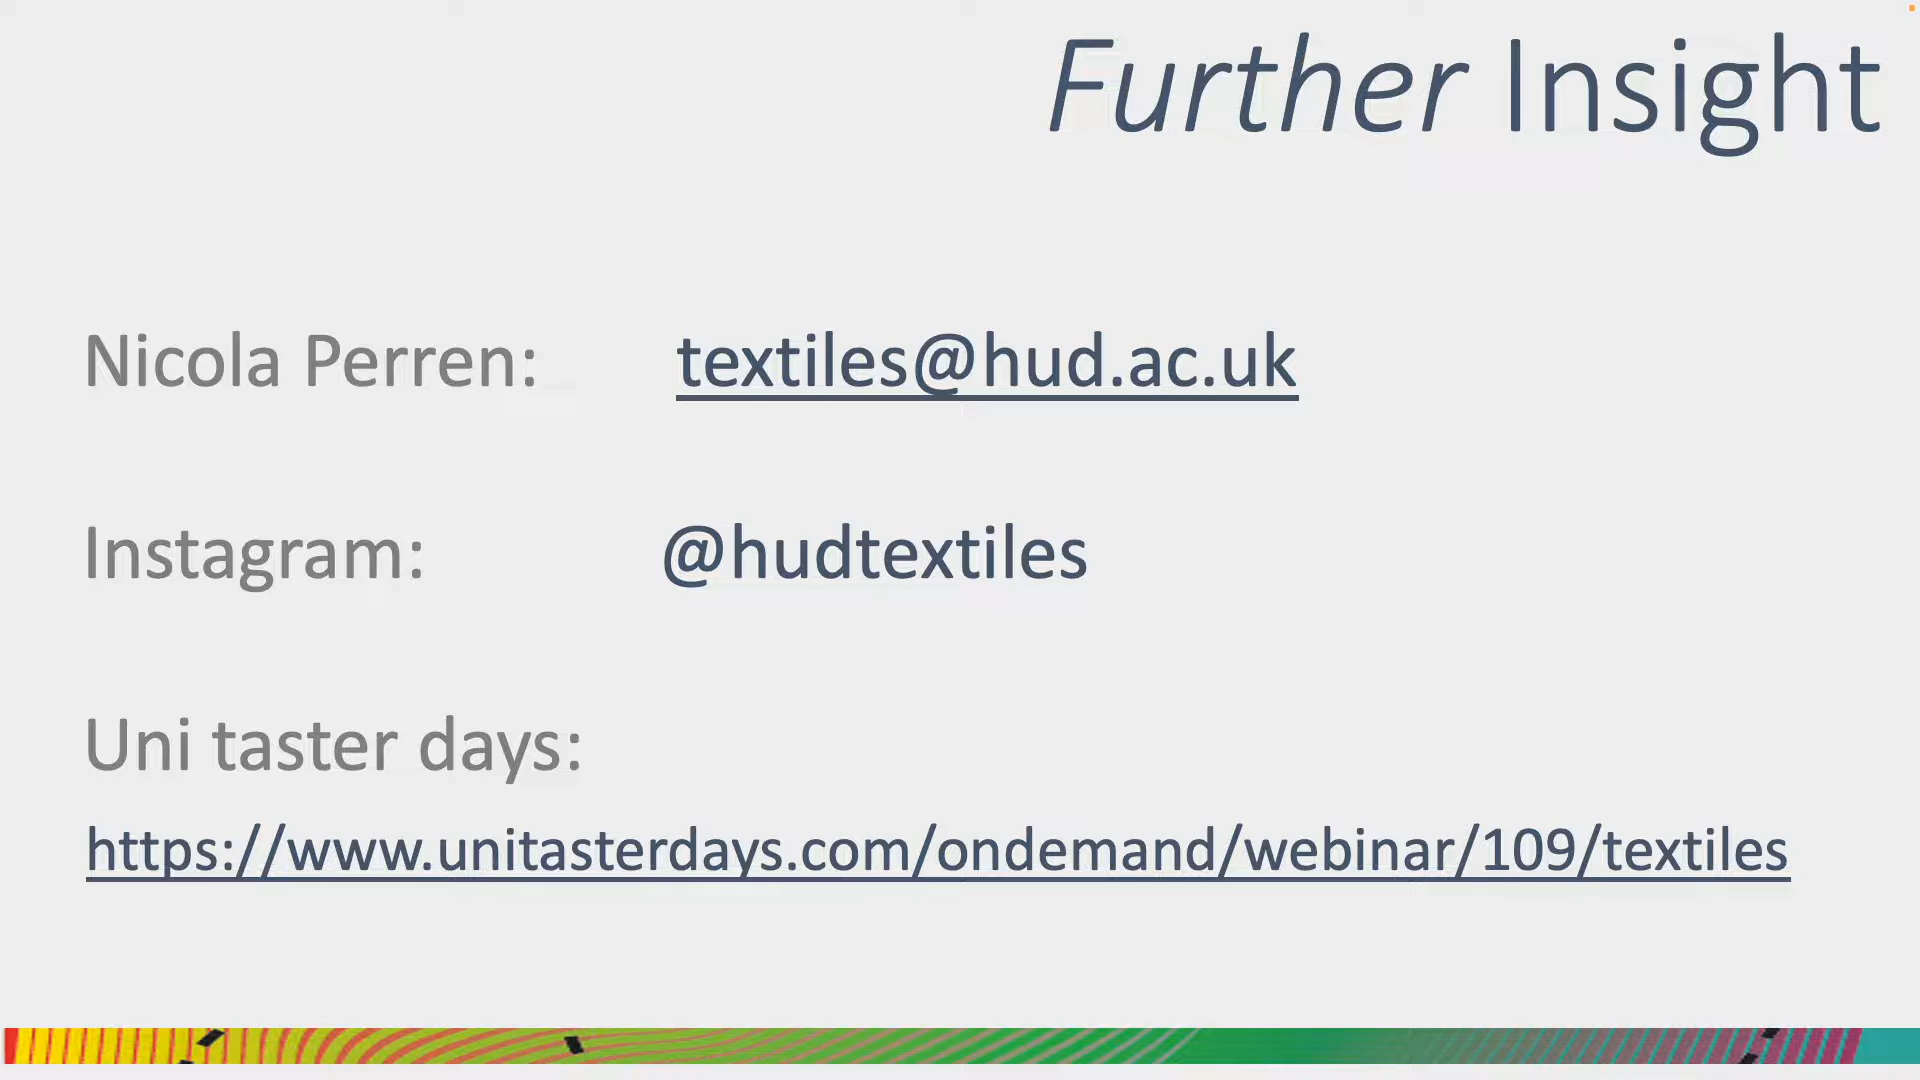 Further Insight
Nicola Perren: textiles@hud.ac.uk
Instagram: @hudtextiles
Uni taster days:
https://www.unitasterdays.com/ondemand/webinar/109/textiles